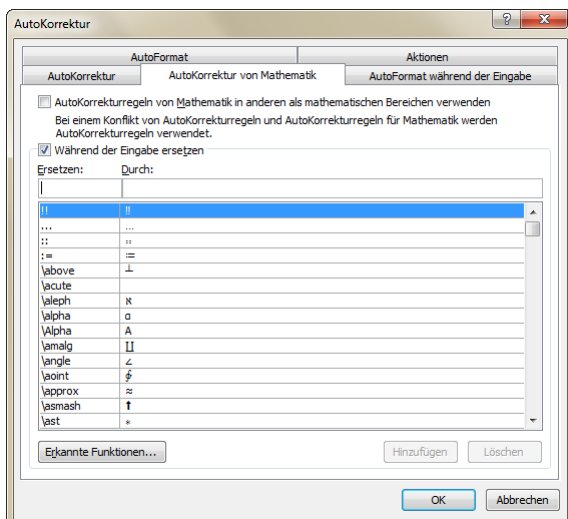 AutoKorrektur
AutoFormat Aktionen
AutoKorrektur AutoKorrektur von Mathematik AutoFormat während der Eingabe
AutoKorrekturregeln von Mathematik in anderen als mathematischen Bereichen verwenden
Bei einem Konflikt von AutoKorrekturregeln und AutoKorrekturregeln für Mathematik werden
AutoKorrekturregeln verwendet.
Während der Eingabe ersetzen
Ersetzen: Durch:
!! ‼
... …
:: ∷
:= ≔
\above ┴
\acute
\aleph ℵ
\alpha α
\Alpha Α
\amalg ∐
\angle ∠
\aoint ∳
\approx ≈
\asmash ⬆
\ast ∗
Erkannte Funktionen... Hinzufügen Löschen
OK Abbrechen